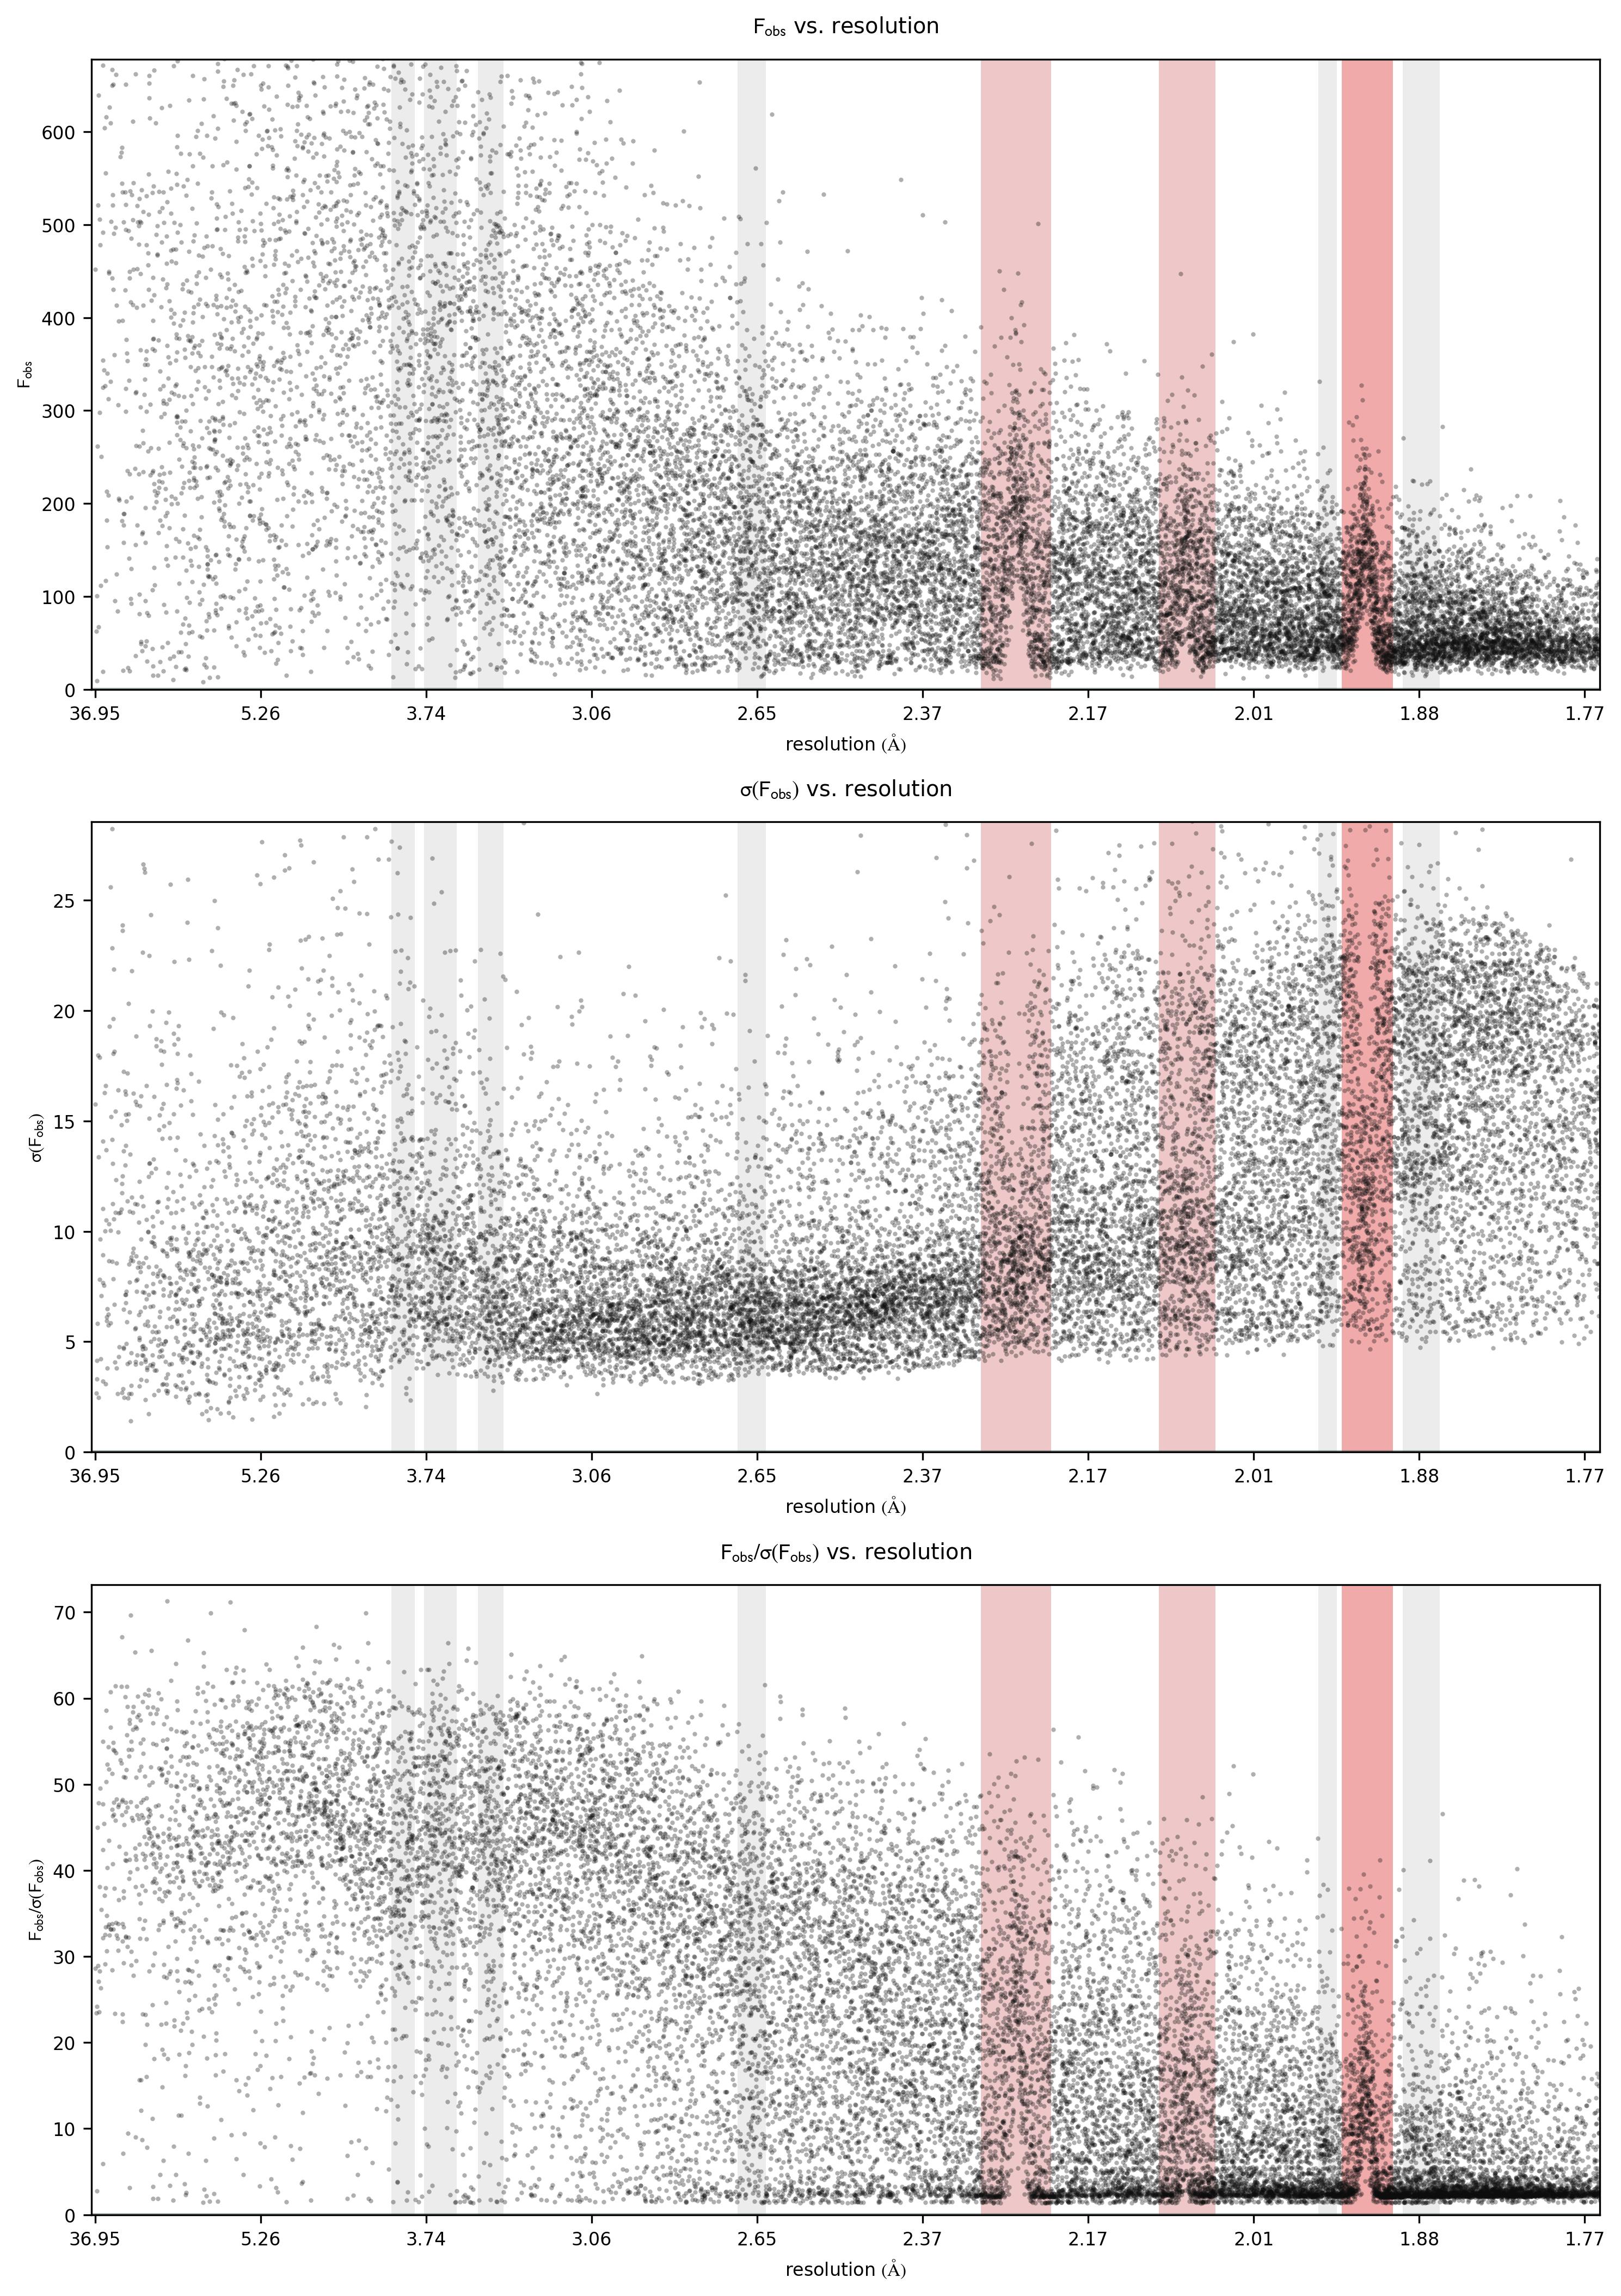 Fobs vs. resolution
600
500
400
300
200
100
0
Fobs
36.95 5.26 3.74 3.06 2.65 2.37 2.17 2.01 1.88 1.77
resolution (Å)
σ(Fobs) vs. resolution
25
20
15
10
5
0
σ(Fobs)
36.95 5.26 3.74 3.06 2.65 2.37 2.17 2.01 1.88 1.77
resolution (Å)
Fobs/σ(Fobs) vs. resolution
70
60
50
40
30
20
10
0
Fobs/σ(Fobs)
36.95 5.26 3.74 3.06 2.65 2.37 2.17 2.01 1.88 1.77
resolution (Å)